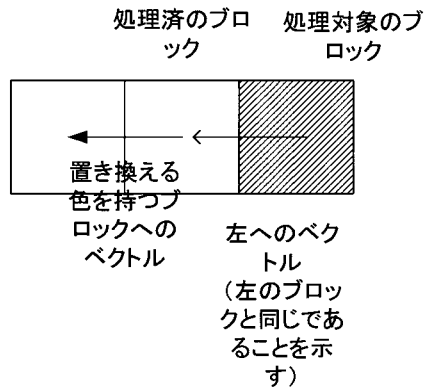 処理済のブロ
ック
処理対象のブ
ロック
置き換える
色を持つブ
ロックへの
ベクトル
左へのベク
トル
（左のブロッ
クと同じであ
ることを示
す）